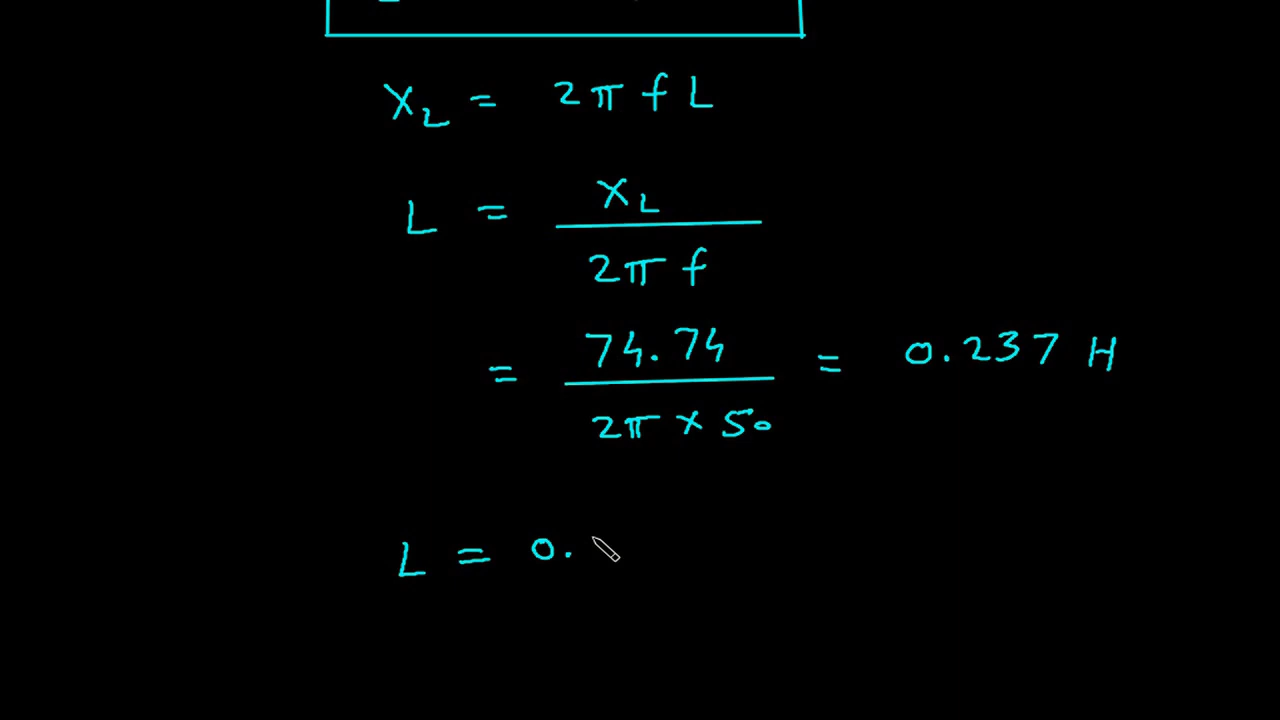 X_L = 2π f L
L = X_L / 2π f
= 74.74 / 2π × 50 = 0.237 H
L = 0.